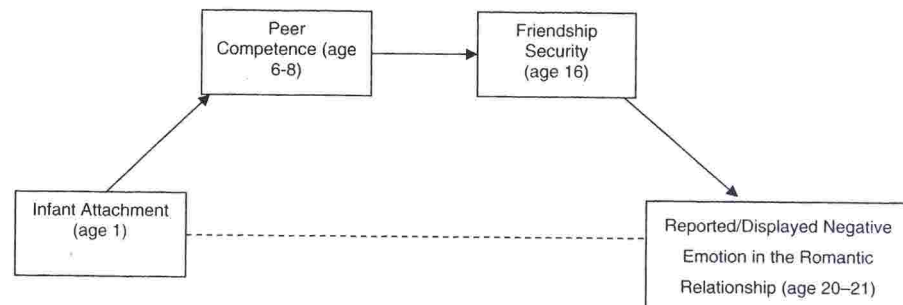 Peer
Competence (age
6-8)
Friendship
Security
(age 16)
Infant Attachment
(age 1)
Reported/Displayed Negative
Emotion in the Romantic
Relationship (age 20–21)